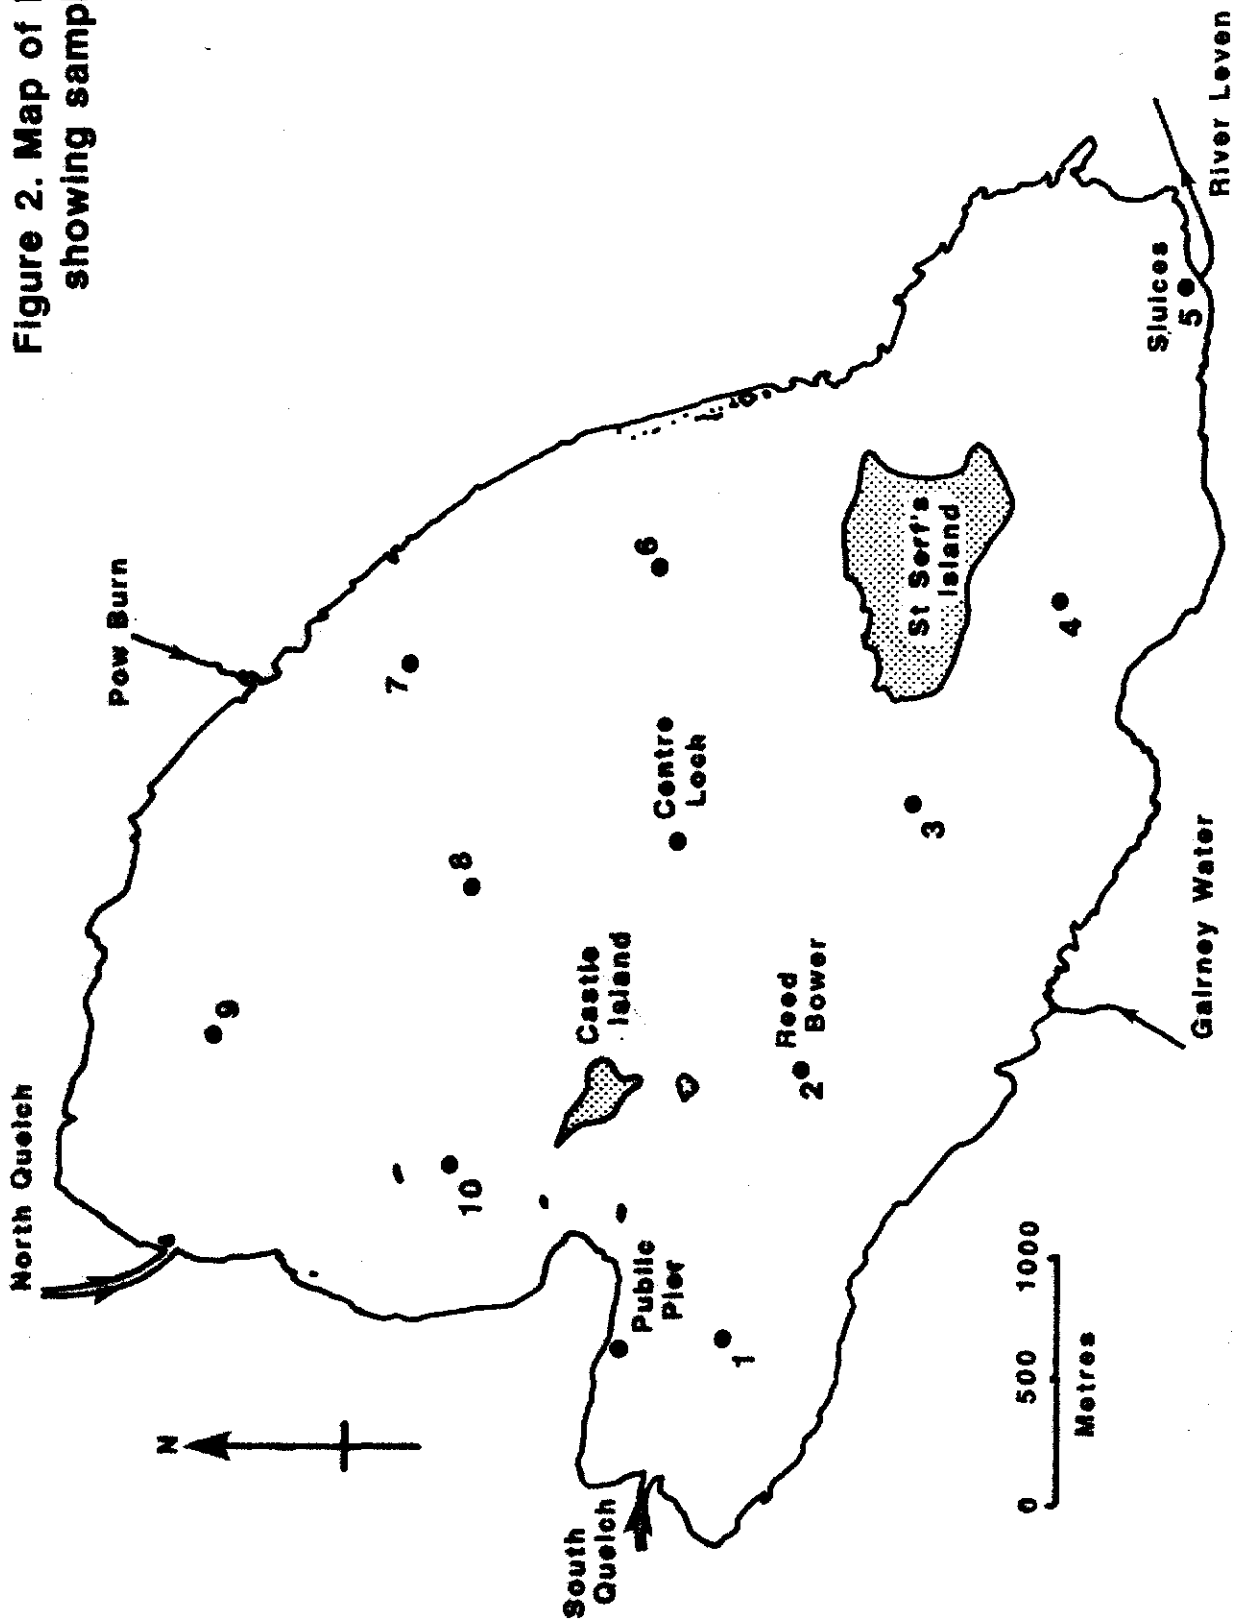 Figure 2. Map of
showing samp
North Queich
Pow Burn
9
7
8
6
10
Castle
Island
Centre
Loch
South
Queich
Public
Pier
1
2
Reed
Bower
3
St Serf's
Island
4
Sluices
5
River Leven
Gairney Water
N
0 500 1000
Metres